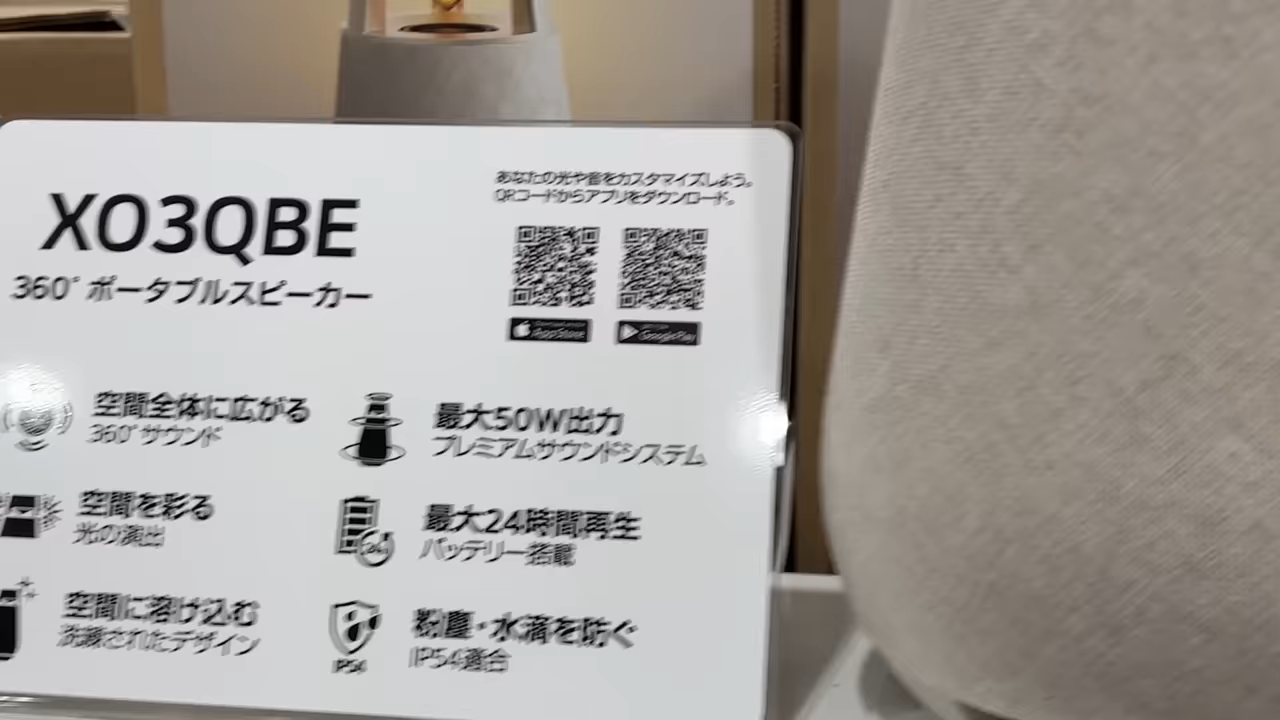 XO3QBE
360° ポータブルスピーカー
あなたの光や音をカスタマイズしよう。
QRコードからアプリをダウンロード。
App Store
Google Play
空間全体に広がる
360°サウンド
最大50W出力
プレミアムサウンドシステム
空間を彩る
光の演出
最大24時間再生
バッテリー搭載
24
空間に溶け込む
洗練されたデザイン
粉塵・水滴を防ぐ
IP54適合
IP54